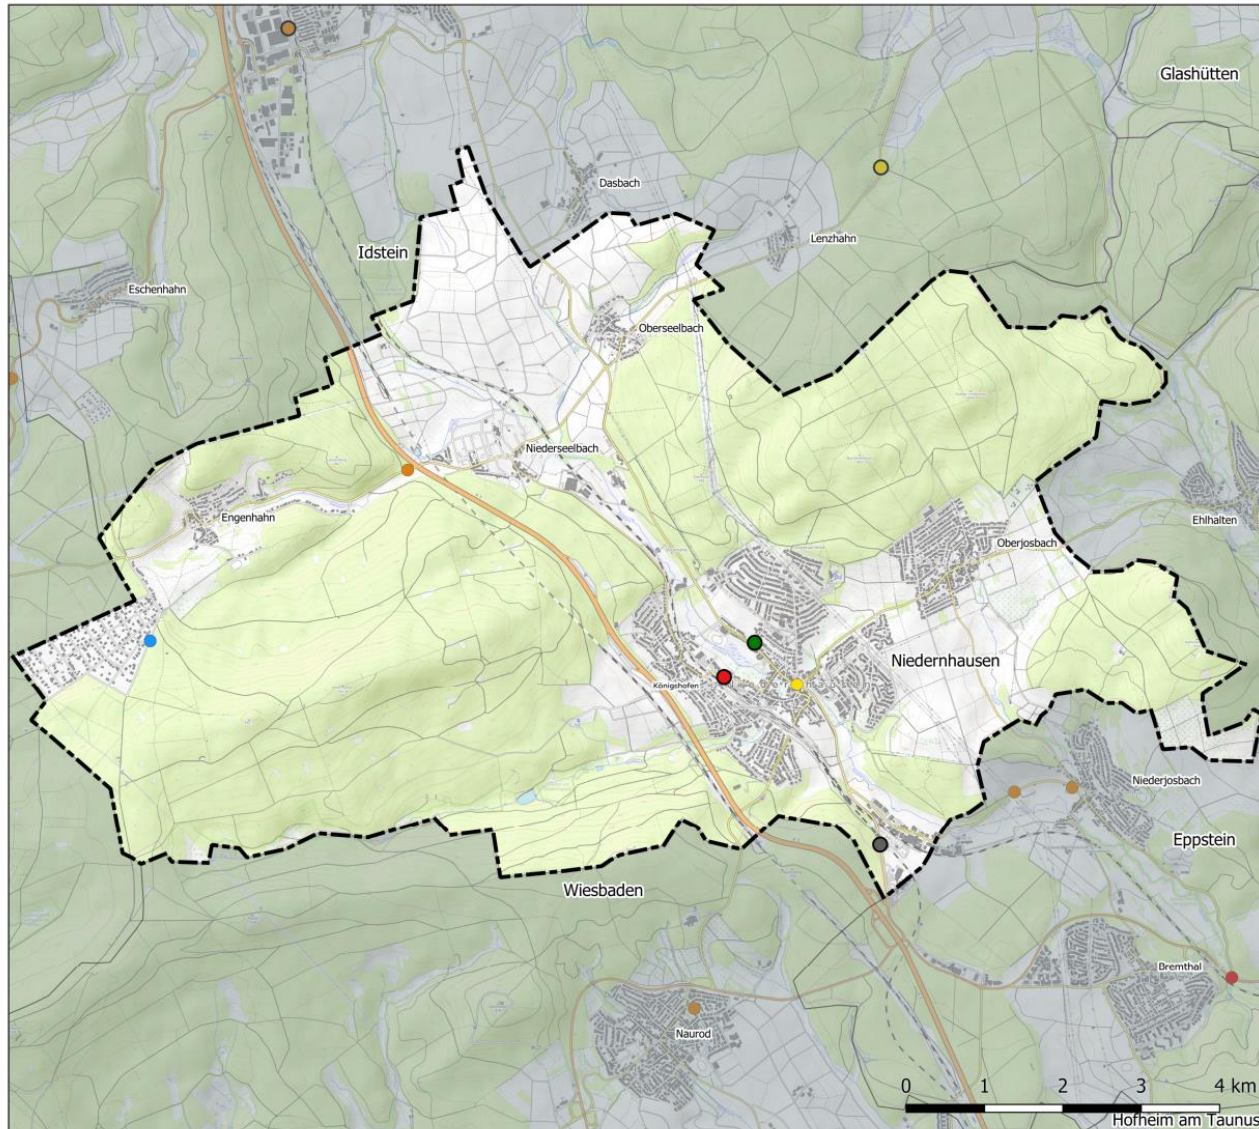 Glashütten
Dasbach
Lenzhahn
Idstein
Eschenhahn
Oberseelbach
Niederseelbach
Engenhahn
Ehlhalten
Oberjosbach
Niedernhausen
Königshofen
Niederjosbach
Eppstein
Wiesbaden
Bremthal
Naurod
0 1 2 3 4 km
Hofheim am Taunus